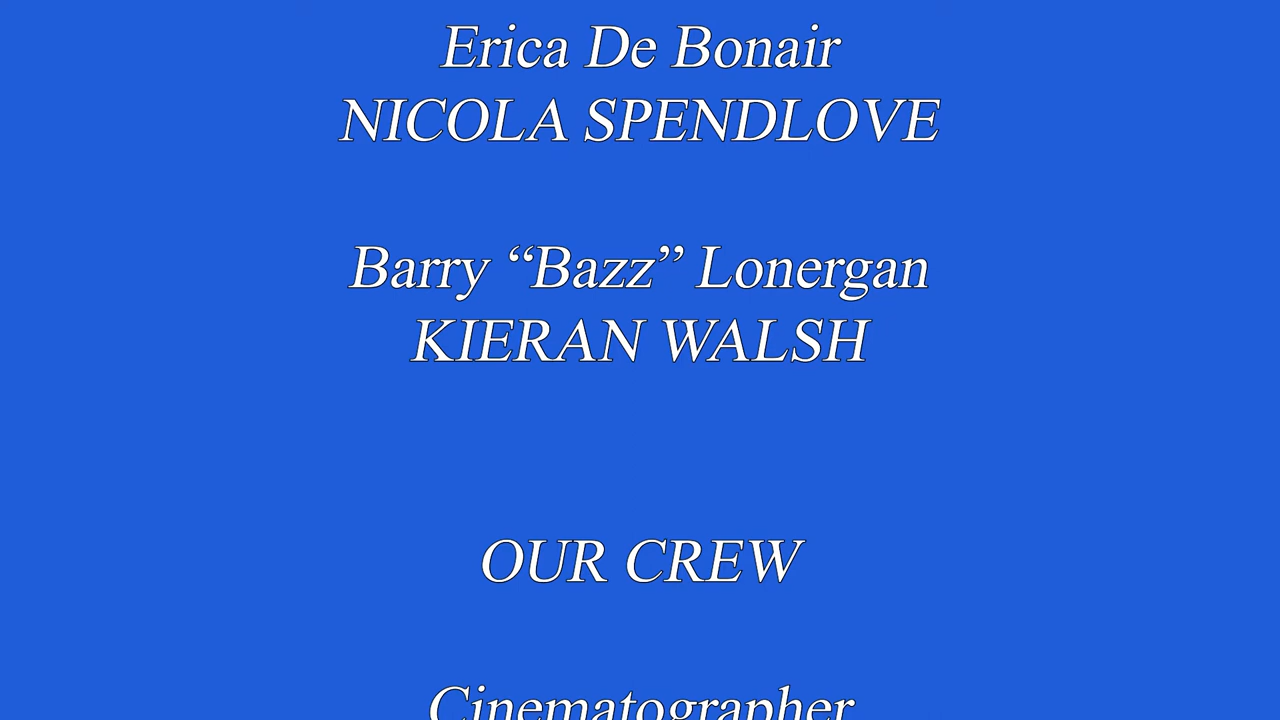 Erica De Bonair
NICOLA SPENDLOVE
Barry “Bazz” Lonergan
KIERAN WALSH
OUR CREW
Cinematographer